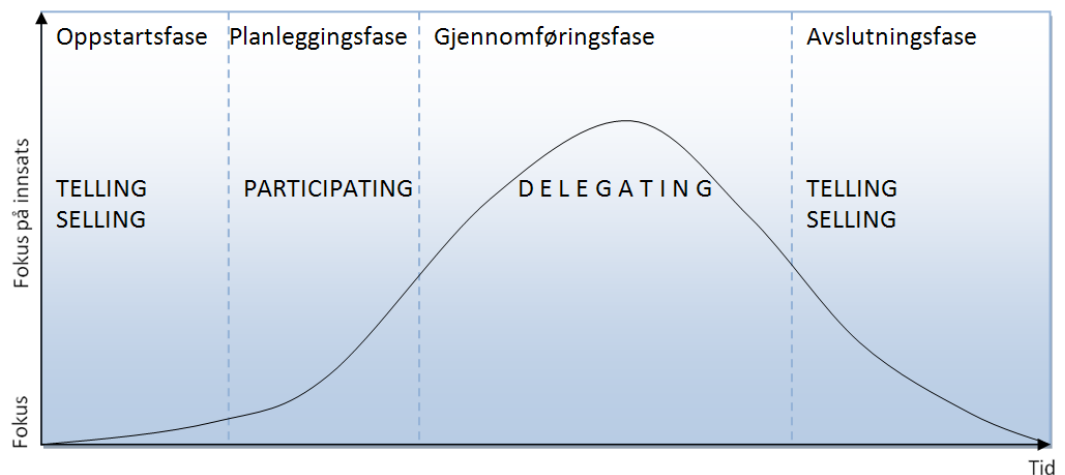 Oppstartsfase
Planleggingsfase
Gjennomføringsfase
Avslutningsfase
TELLING
SELLING
PARTICIPATING
D E L E G A T I N G
TELLING
SELLING
Fokus på innsats
Fokus
Tid